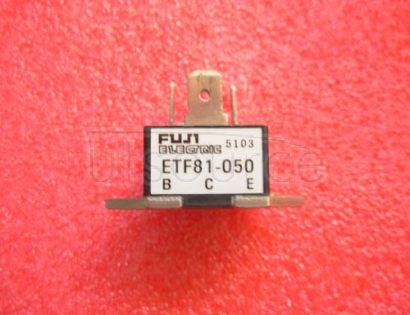 FUJI
ELECTRIC 5103
ETF81-050
B C E